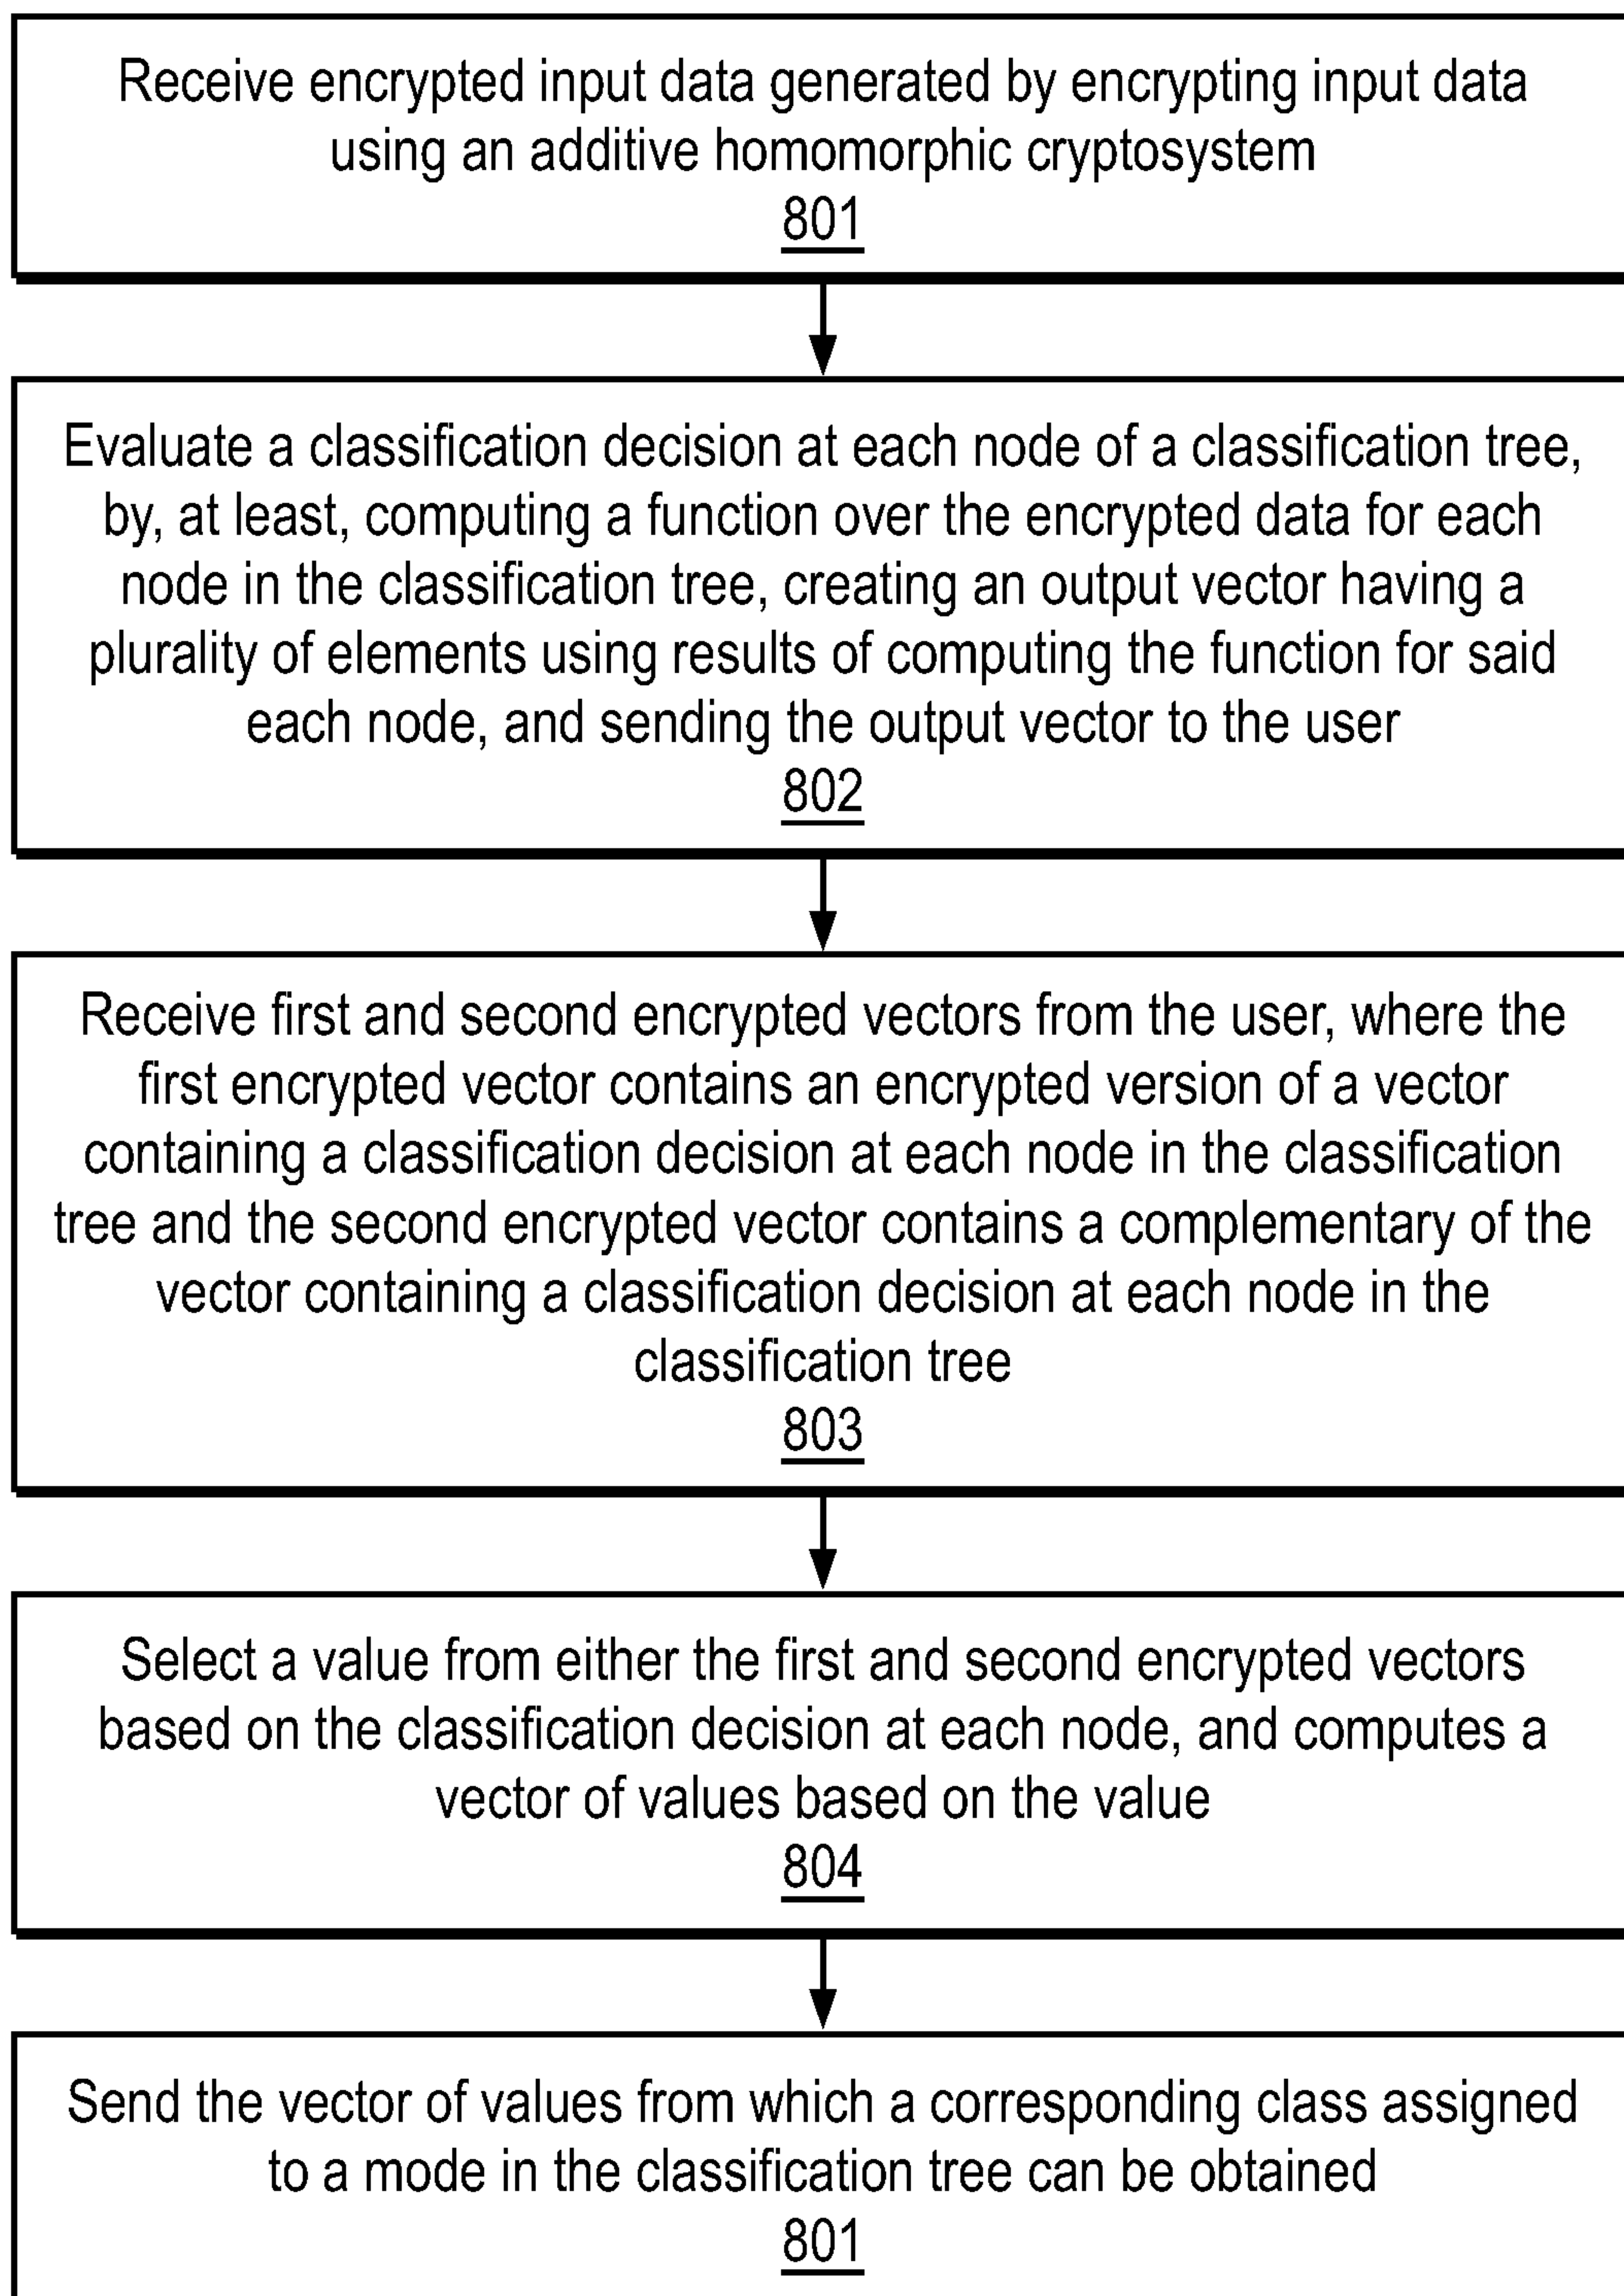 Receive encrypted input data generated by encrypting input data
using an additive homomorphic cryptosystem
801
Evaluate a classification decision at each node of a classification tree,
by, at least, computing a function over the encrypted data for each
node in the classification tree, creating an output vector having a
plurality of elements using results of computing the function for said
each node, and sending the output vector to the user
802
Receive first and second encrypted vectors from the user, where the
first encrypted vector contains an encrypted version of a vector
containing a classification decision at each node in the classification
tree and the second encrypted vector contains a complementary of the
vector containing a classification decision at each node in the
classification tree
803
Select a value from either the first and second encrypted vectors
based on the classification decision at each node, and computes a
vector of values based on the value
804
Send the vector of values from which a corresponding class assigned
to a mode in the classification tree can be obtained
801